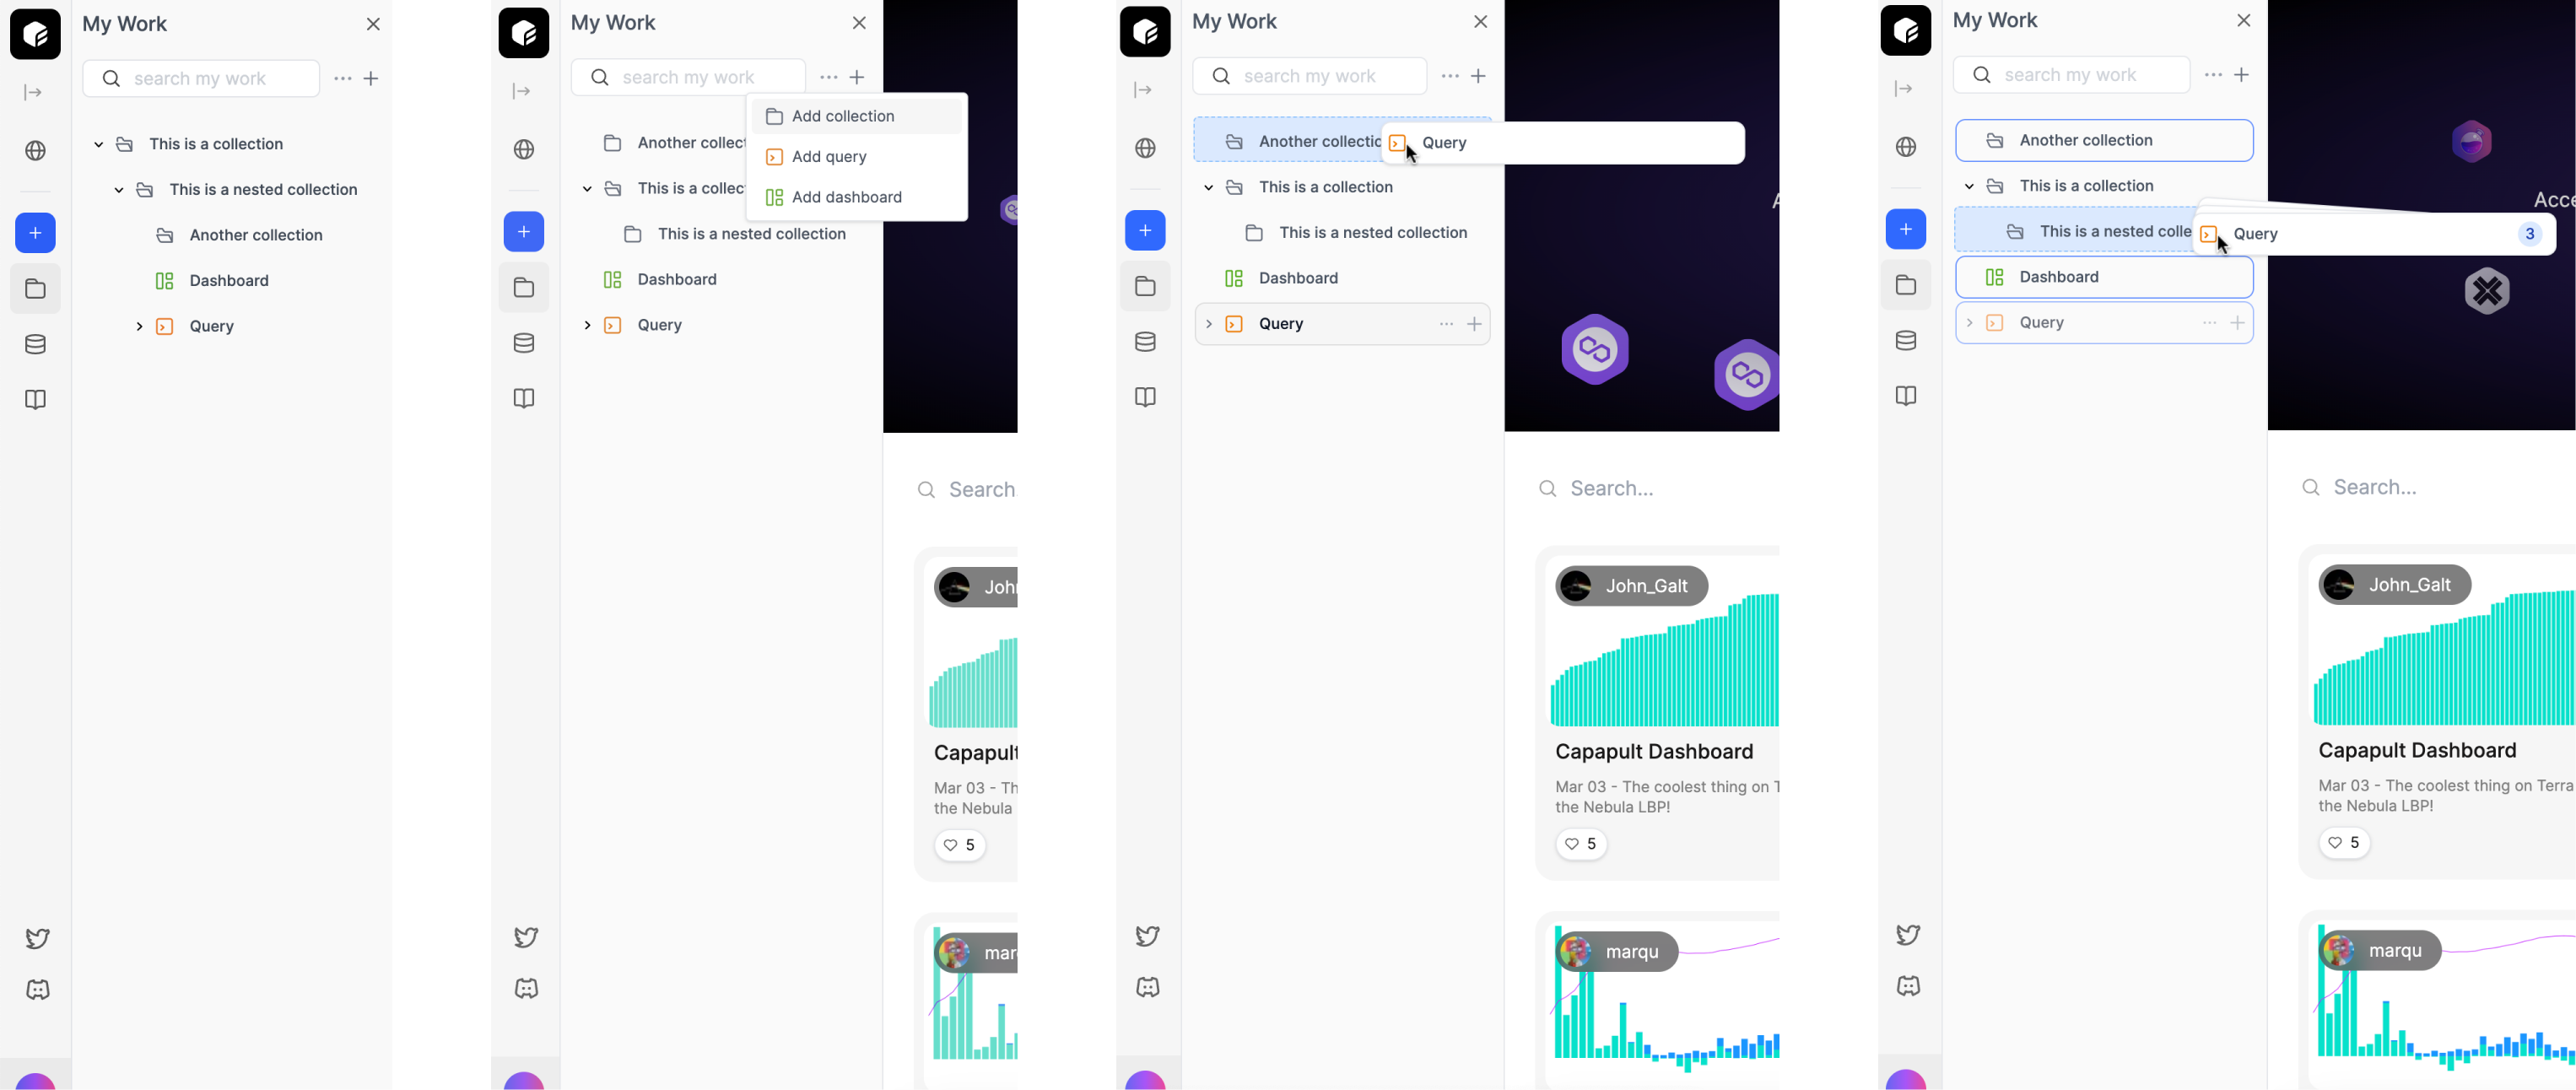 My Work
search my work
This is a collection
This is a nested collection
Another collection
Dashboard
Query
My Work
search my work
Add collection
Add query
Add dashboard
Another collect
This is a collec
This is a nested collection
Dashboard
Query
Search.
John
Capapult
Mar 03 - Th
the Nebula
5
mar
My Work
search my work
Another collectio
Query
This is a collection
This is a nested collection
Dashboard
Query
A
Search...
John_Galt
Capapult Dashboard
Mar 03 - The coolest thing on T
the Nebula LBP!
5
marqu
My Work
search my work
Another collection
This is a collection
This is a nested colle
Query
3
Dashboard
Query
Acce
Search...
John_Galt
Capapult Dashboard
Mar 03 - The coolest thing on Terra
the Nebula LBP!
5
marqu